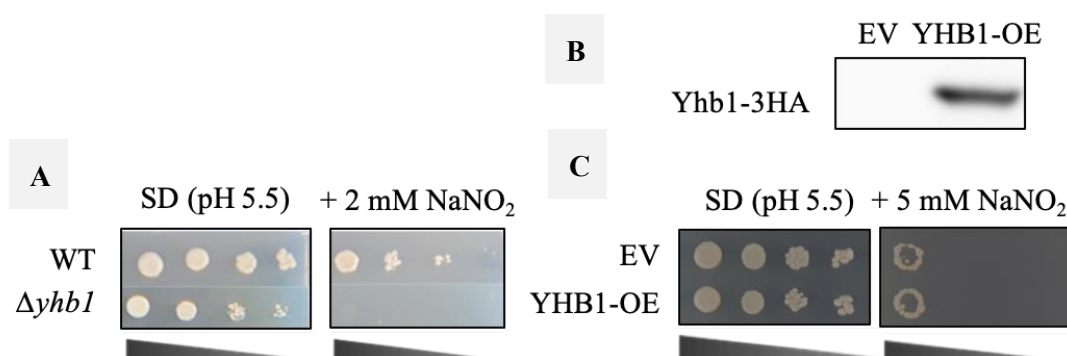 A
SD (pH 5.5) + 2 mM NaNO₂
WT
Δyhb1
B
EV YHB1-OE
Yhb1-3HA
C
SD (pH 5.5) + 5 mM NaNO₂
EV
YHB1-OE